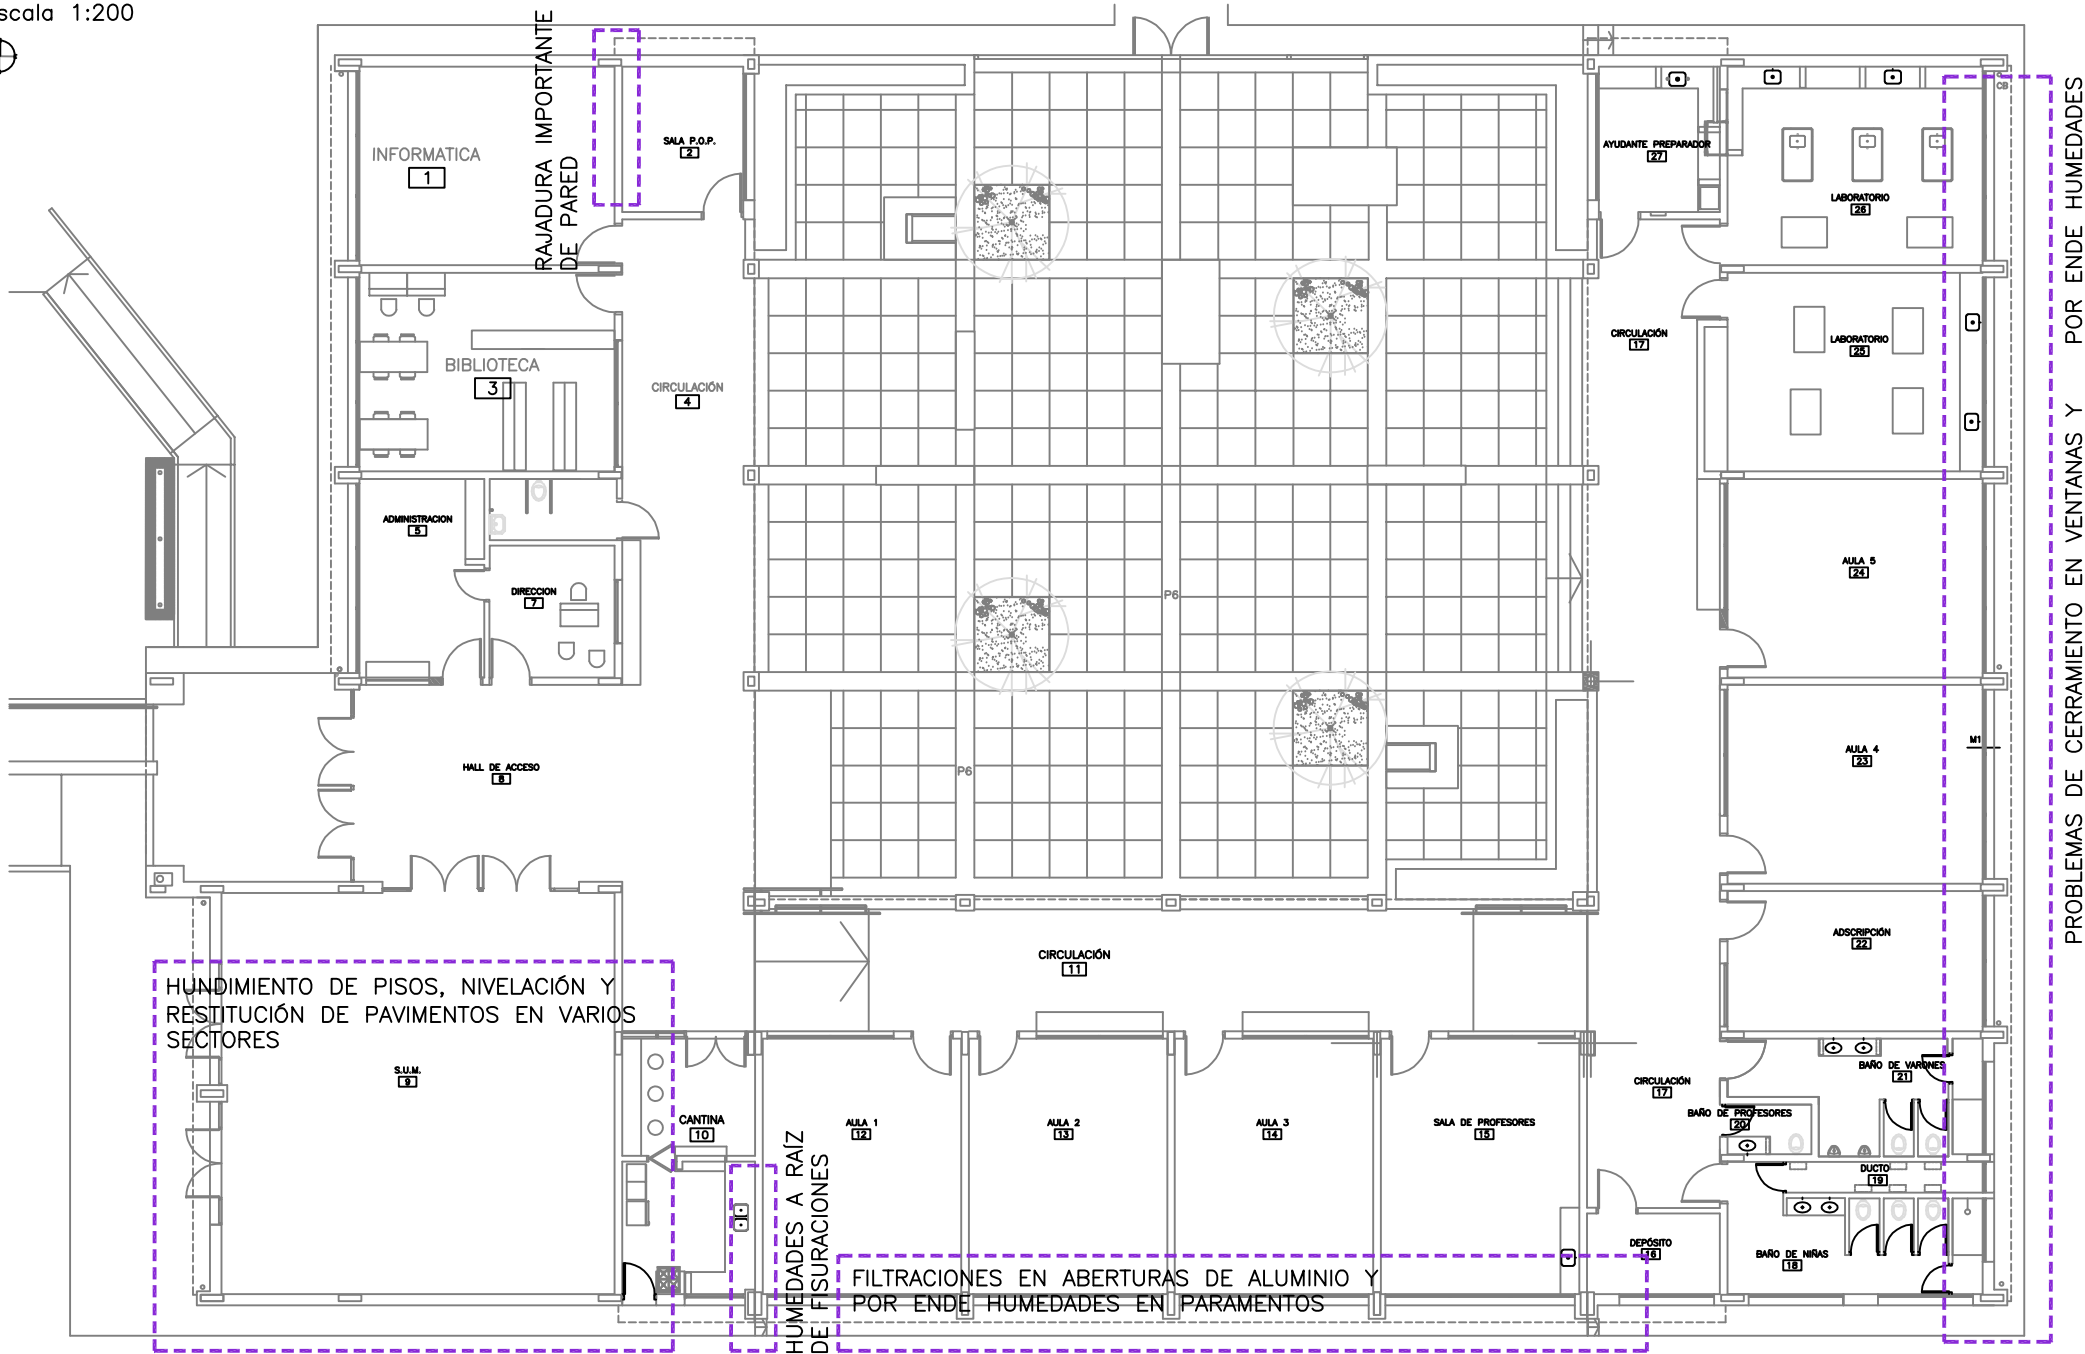 scala 1:200
RAJADURA IMPORTANTE
DE PARED
INFORMATICA
1
SALA P.O.P.
2
BIBLIOTECA
3
CIRCULACIÓN
4
ADMINISTRACION
5
DIRECCION
7
HALL DE ACCESO
8
P6
P6
AYUDANTE PREPARADOR
27
LABORATORIO
26
CIRCULACIÓN
17
LABORATORIO
25
AULA 5
24
AULA 4
23
M1
ADSCRIPCIÓN
22
CB
PROBLEMAS DE CERRAMIENTO EN VENTANAS Y POR ENDE HUMEDADES
HUNDIMIENTO DE PISOS, NIVELACIÓN Y
RESTITUCIÓN DE PAVIMENTOS EN VARIOS
SECTORES
S.U.M.
9
CANTINA
10
CIRCULACIÓN
11
AULA 1
12
AULA 2
13
AULA 3
14
SALA DE PROFESORES
15
CIRCULACIÓN
17
BAÑO DE VARONES
21
BAÑO DE PROFESORES
20
DUCTO
19
BAÑO DE NIÑAS
18
DEPÓSITO
16
HUMEDADES A RAÍZ
DE FISURACIONES
FILTRACIONES EN ABERTURAS DE ALUMINIO Y
POR ENDE HUMEDADES EN PARAMENTOS